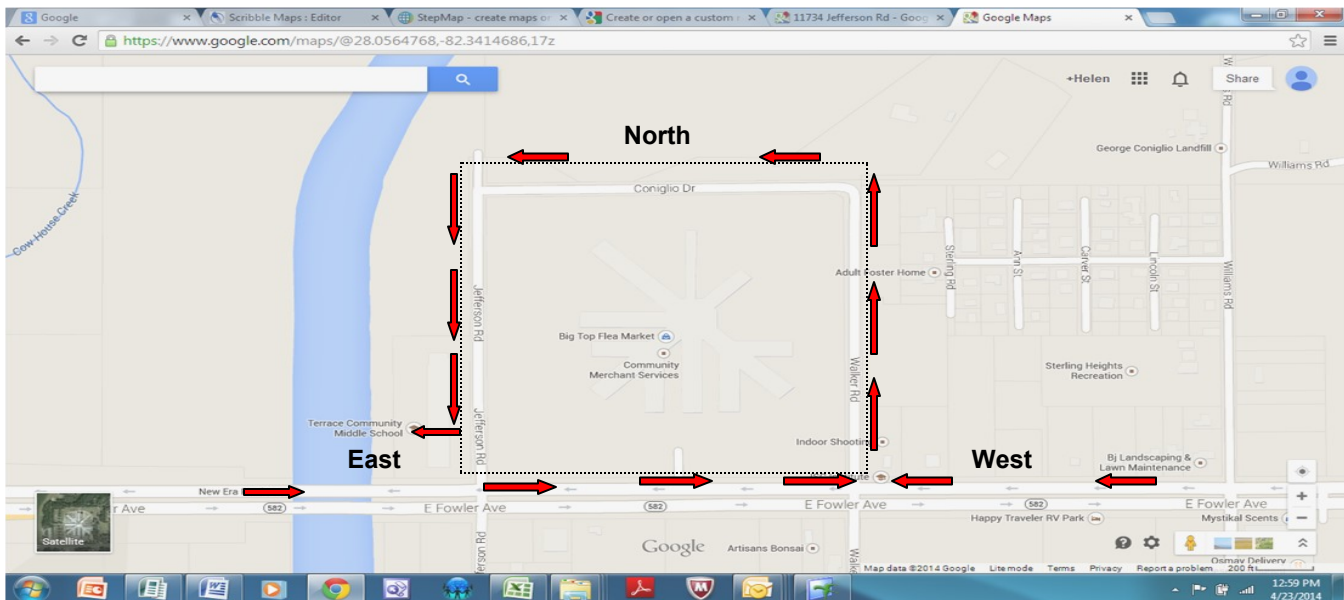 Google
Scribble Maps : Editor
StepMap - create maps or
Create or open a custom
11734 Jefferson Rd - Goog
Google Maps
https://www.google.com/maps/@28.0564768,-82.3414686,17z
+Helen
Share
North
George Coniglio Landfill
Williams Rd
Coniglio Dr
Cow House Creek
Adult Foster Home
Sterling Rd
Ann St
Carver St
Lincoln St
Williams Rd
Jefferson Rd
Big Top Flea Market
Community
Merchant Services
Walker Rd
Sterling Heights
Recreation
Terrace Community
Middle School
Jefferson Rd
Indoor Shooting
East
West
Bj Landscaping &
Lawn Maintenance
New Era
r Ave
582
E Fowler Ave
582
E Fowler Ave
582
E Fowler Ave
Happy Traveler RV Park
Mystikal Scents
Satellite
erson Rd
Google
Artisans Bonsai
Walke
Osmay Delivery
Map data ©2014 Google
Lite mode
Terms
Privacy
Report a problem
200 ft
12:59 PM
4/23/2014